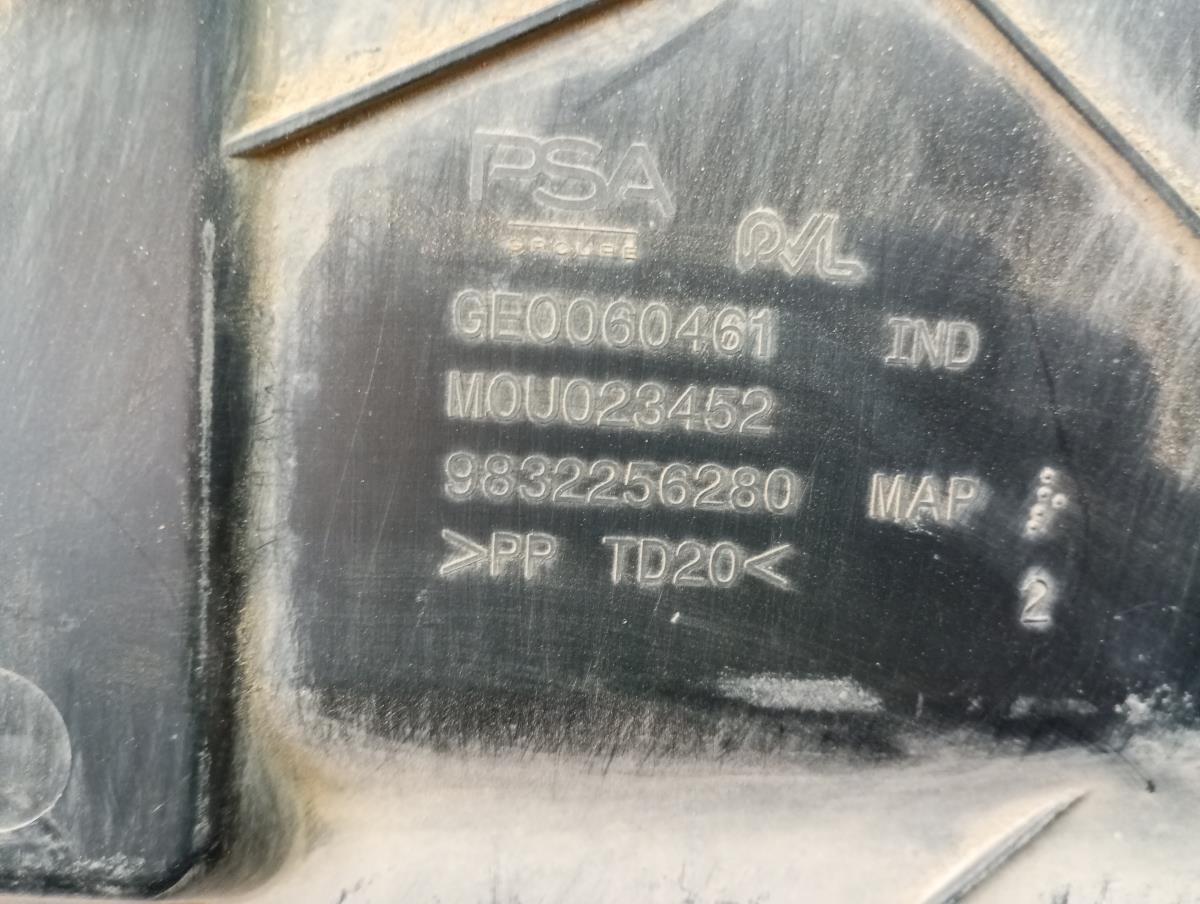 PSA
GROUPE
PVL
GE0060461 IND
MOU023452
9832256280 MAP
>PP TD20<
2